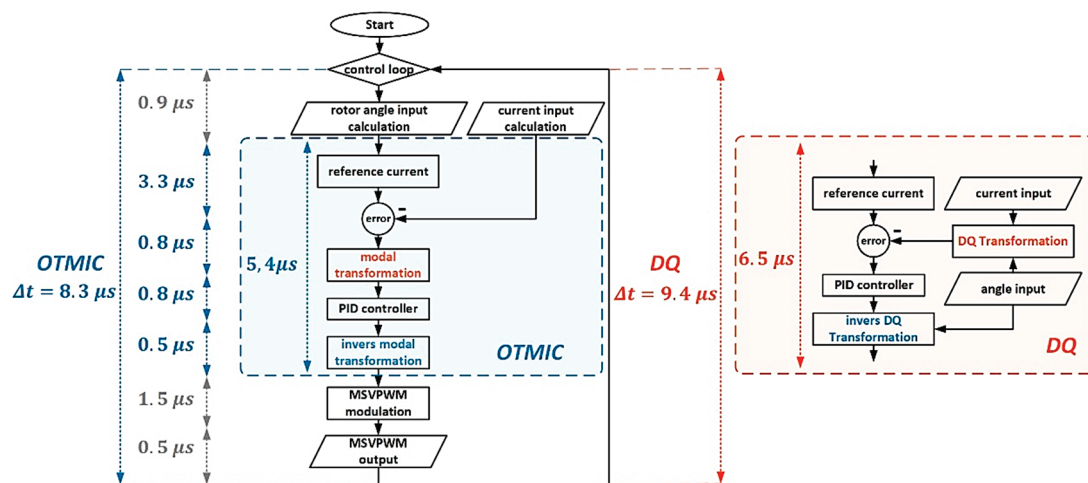 Start
control loop
0.9 μs
rotor angle input
calculation
current input
calculation
3.3 μs
reference current
error
-
0.8 μs
modal
transformation
5,4μs
OTMIC
Δt = 8.3 μs
0.8 μs
PID controller
0.5 μs
invers modal
transformation
OTMIC
1.5 μs
MSVPWM
modulation
0.5 μs
MSVPWM
output
DQ
Δt = 9.4 μs
reference current
current input
error
-
DQ Transformation
6.5 μs
PID controller
angle input
invers DQ
Transformation
DQ